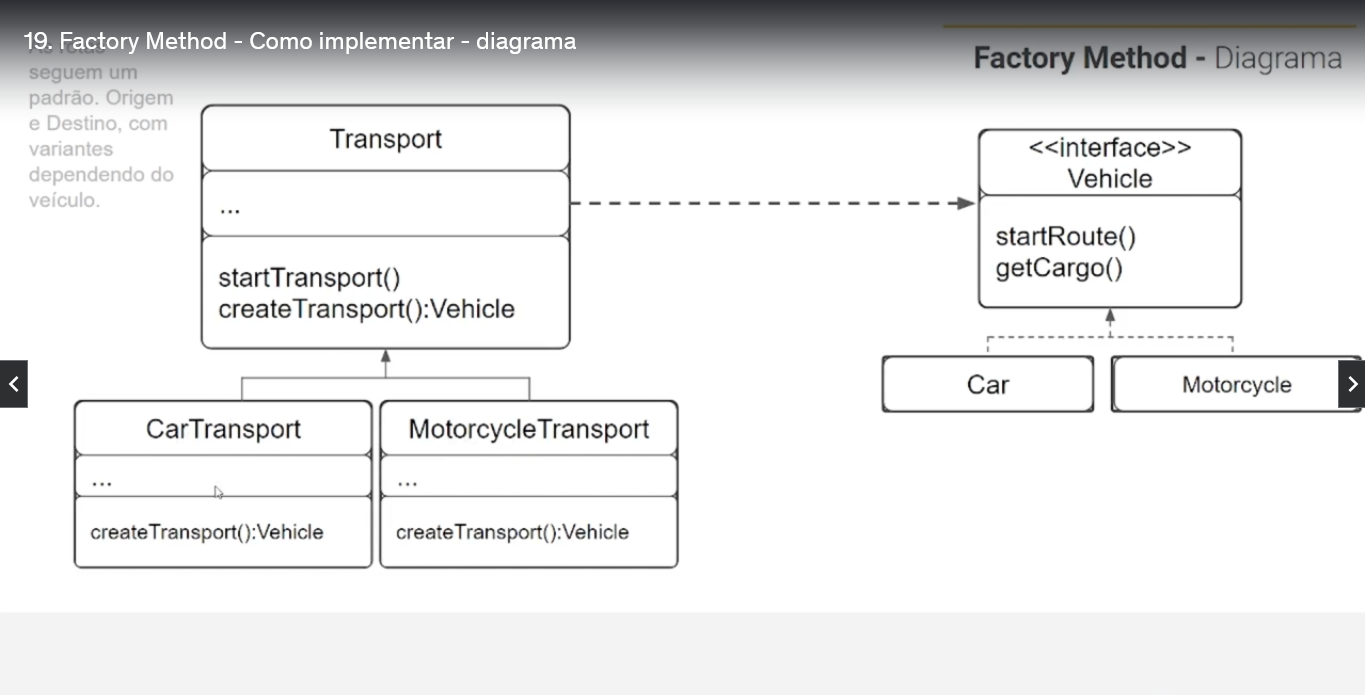 19. Factory Method - Como implementar - diagrama
Factory Method - Diagrama
seguem um
padrão. Origem
e Destino, com
variantes
dependendo do
veículo.
Transport
...
startTransport()
createTransport():Vehicle
<<interface>>
Vehicle
startRoute()
getCargo()
Car
Motorcycle
CarTransport
...
createTransport():Vehicle
MotorcycleTransport
...
createTransport():Vehicle